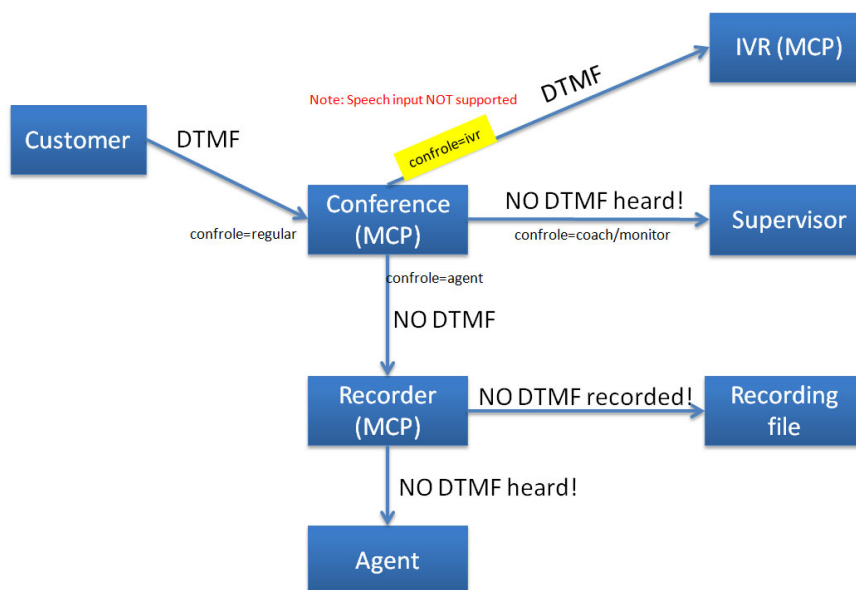 IVR (MCP)
Note: Speech input NOT supported
DTMF
Customer
DTMF
confrole=ivr
Conference
(MCP)
NO DTMF heard!
Supervisor
confrole=regular
confrole=coach/monitor
confrole=agent
NO DTMF
Recorder
(MCP)
NO DTMF recorded!
Recording
file
NO DTMF heard!
Agent